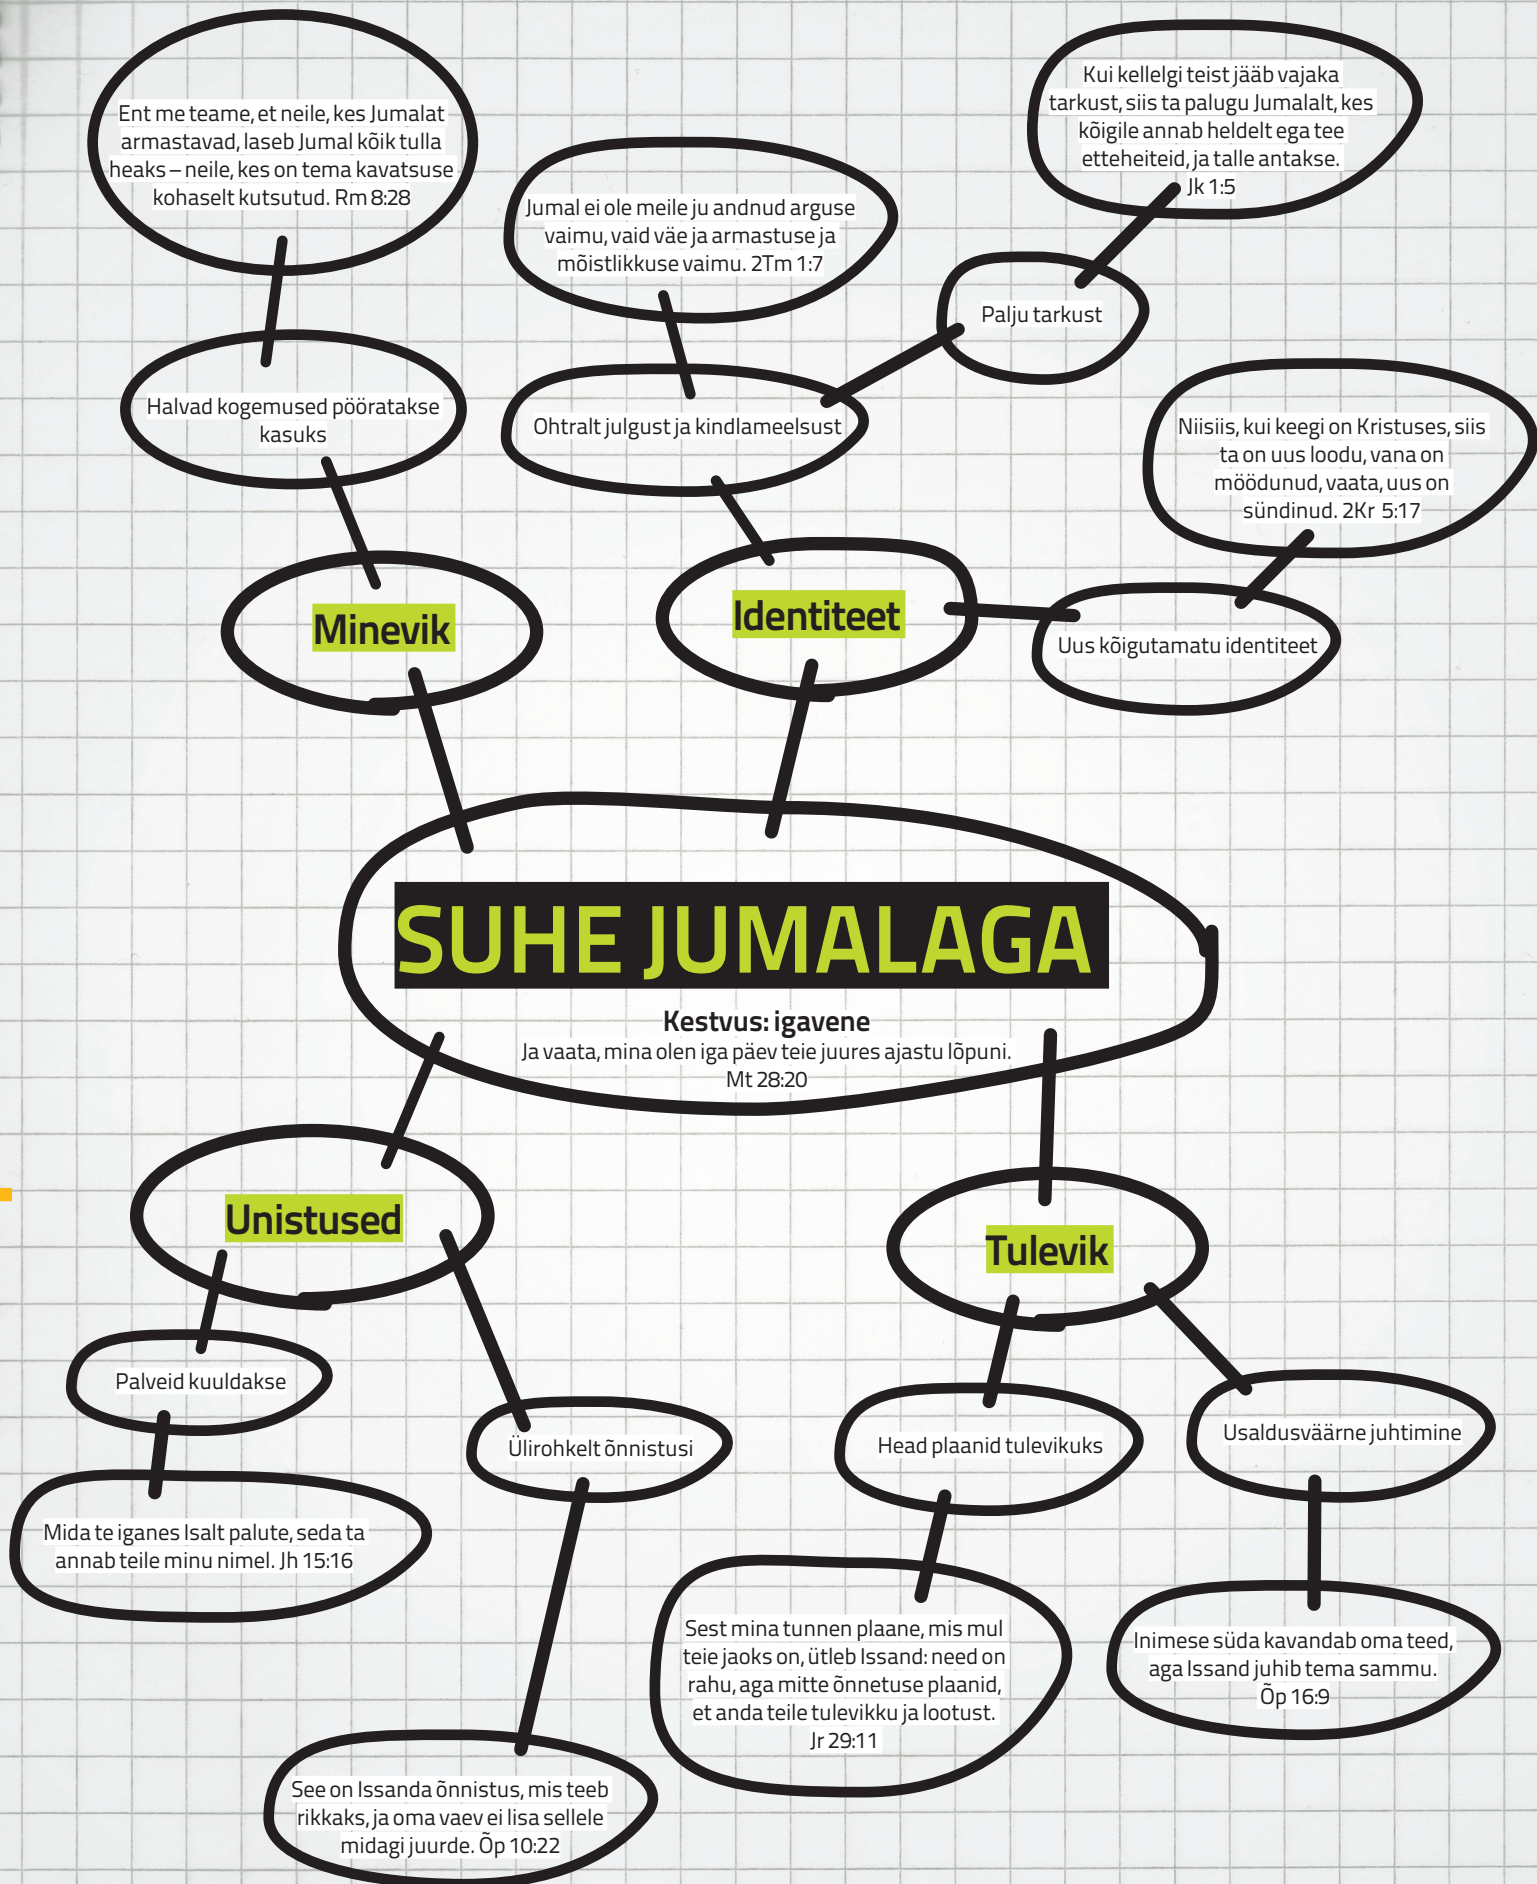 Ent me teame, et neile, kes Jumalat
armastavad, laseb Jumal kõik tulla
heaks – neile, kes on tema kavatsuse
kohaselt kutsutud. Rm 8:28
Jumal ei ole meile ju andnud arguse
vaimu, vaid väe ja armastuse ja
mõistlikkuse vaimu. 2Tm 1:7
Kui kellelgi teist jääb vajaka
tarkust, siis ta palugu Jumalalt, kes
kõigile annab heldelt ega tee
etteheiteid, ja talle antakse.
Jk 1:5
Palju tarkust
Halvad kogemused pööratakse
kasuks
Ohtralt julgust ja kindlameelsust
Niisiis, kui keegi on Kristuses, siis
ta on uus loodu, vana on
möödunud, vaata, uus on
sündinud. 2Kr 5:17
Minevik
Identiteet
Uus kõigutamatu identiteet
SUHE JUMALAGA
Kestvus: igavene
Ja vaata, mina olen iga päev teie juures ajastu lõpuni.
Mt 28:20
Unistused
Tulevik
Palveid kuuldakse
Ülirohkelt õnnistusi
Head plaanid tulevikuks
Usaldusväärne juhtimine
Mida te iganes Isalt palute, seda ta
annab teile minu nimel. Jh 15:16
Sest mina tunnen plaane, mis mul
teie jaoks on, ütleb Issand: need on
rahu, aga mitte õnnetuse plaanid,
et anda teile tulevikku ja lootust.
Jr 29:11
Inimese süda kavandab oma teed,
aga Issand juhib tema sammu.
Õp 16:9
See on Issanda õnnistus, mis teeb
rikkaks, ja oma vaev ei lisa sellele
midagi juurde. Õp 10:22